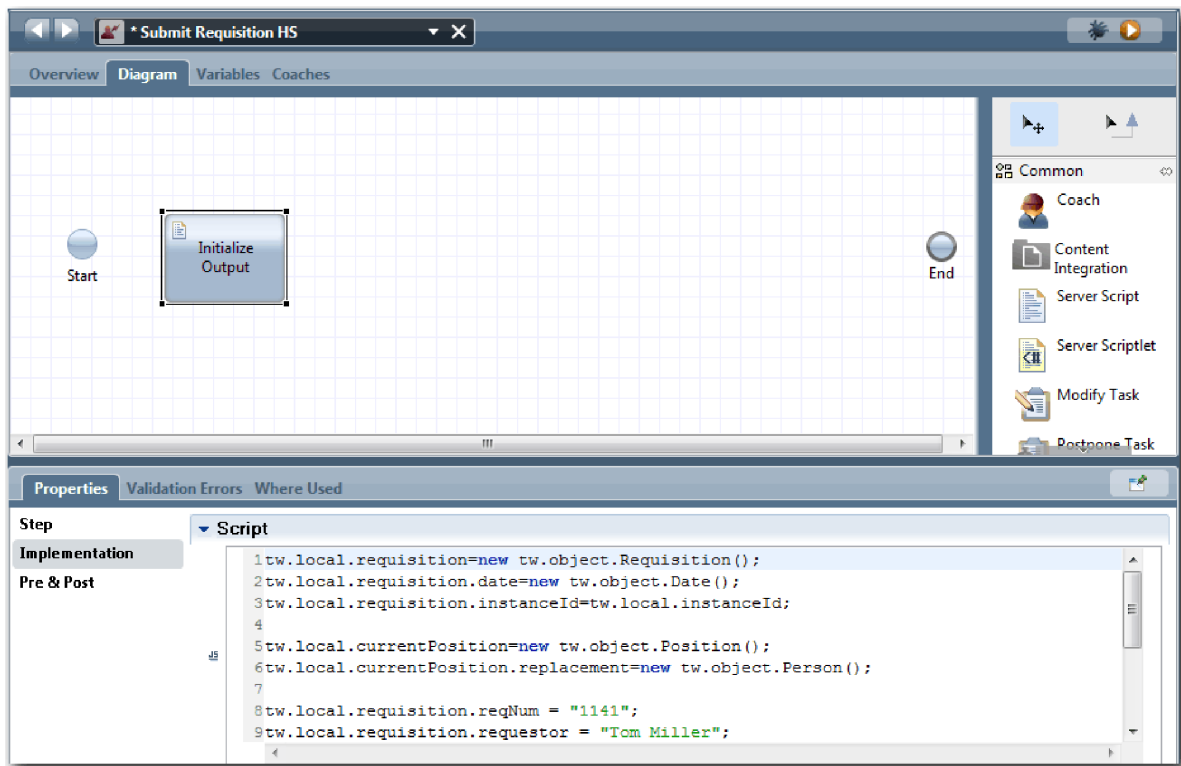 * Submit Requisition HS
Overview Diagram Variables Coaches
Common
Coach
Content
Integration
Server Script
Server Scriptlet
Modify Task
Postpone Task
Initialize
Output
Start
End
Properties Validation Errors Where Used
Step
Implementation
Pre & Post
Script
1tw.local.requisition=new tw.object.Requisition();
2tw.local.requisition.date=new tw.object.Date();
3tw.local.requisition.instanceId=tw.local.instanceId;
4
5tw.local.currentPosition=new tw.object.Position();
6tw.local.currentPosition.replacement=new tw.object.Person();
7
8tw.local.requisition.reqNum = "1141";
9tw.local.requisition.requestor = "Tom Miller";
JS